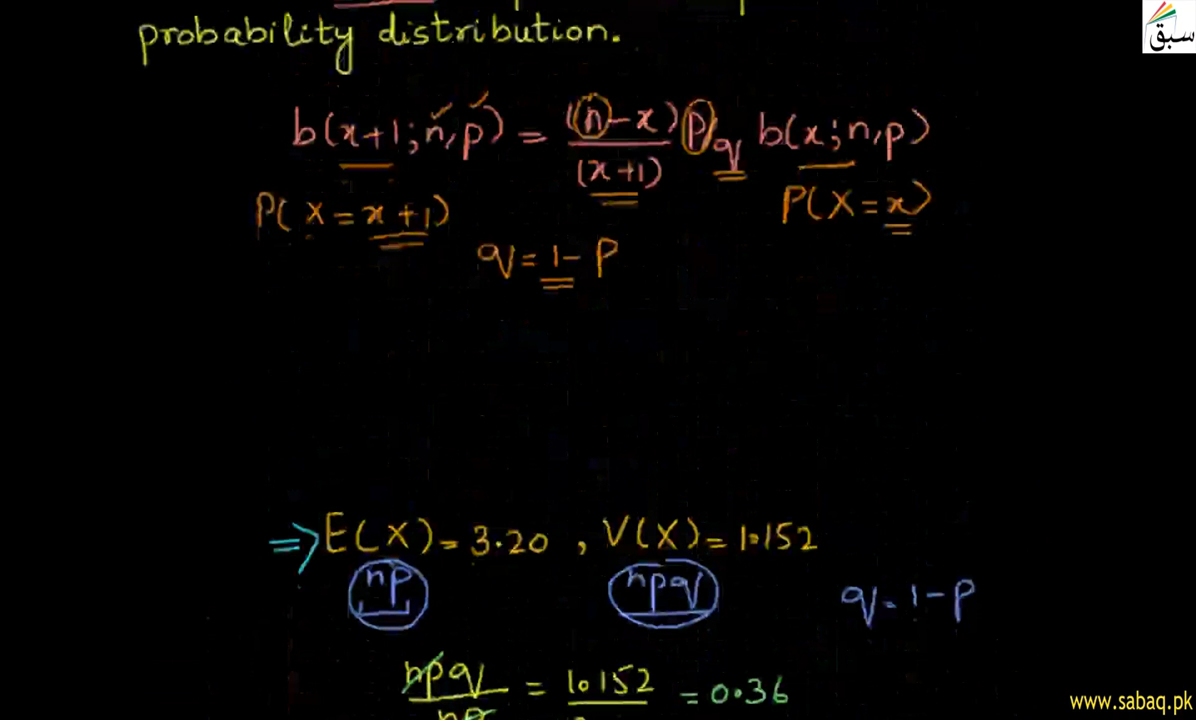 سبق
probability distribution.
b(x+1; n, p) = (n-x) p/q b(x; n, p)
(x+1)
P(X = x+1) P(X = x)
q = 1 - p
⇒ E(X) = 3.20 , V(X) = 1.152
np npq q = 1 - p
npq = 1.152 = 0.36
np
www.sabaq.pk